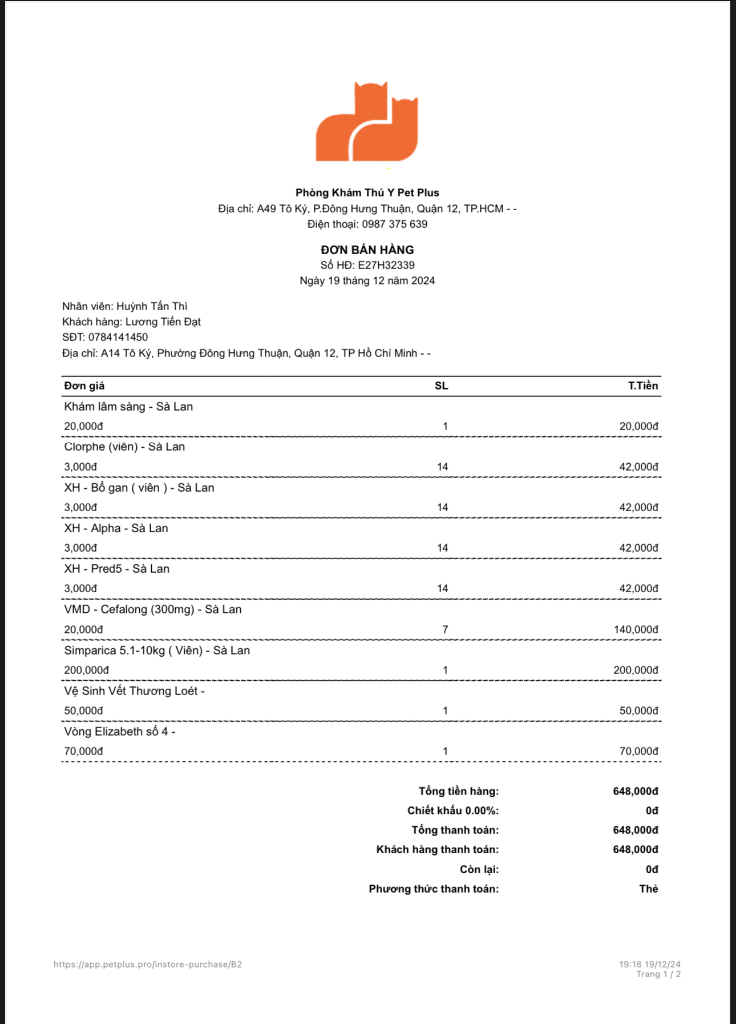 Phòng Khám Thú Y Pet Plus
Địa chỉ: A49 Tô Ký, P.Đông Hưng Thuận, Quận 12, TP.HCM - -
Điện thoại: 0987 375 639
ĐƠN BÁN HÀNG
Số HĐ: E27H32339
Ngày 19 tháng 12 năm 2024
Nhân viên: Huỳnh Tấn Thì
Khách hàng: Lương Tiến Đạt
SĐT: 0784141450
Địa chỉ: A14 Tô Ký, Phường Đông Hưng Thuận, Quận 12, TP Hồ Chí Minh - -
Đơn giá SL T.Tiền
Khám lâm sàng - Sà Lan
20,000đ 1 20,000đ
Clorphe (viên) - Sà Lan
3,000đ 14 42,000đ
XH - Bổ gan ( viên ) - Sà Lan
3,000đ 14 42,000đ
XH - Alpha - Sà Lan
3,000đ 14 42,000đ
XH - Pred5 - Sà Lan
3,000đ 14 42,000đ
VMD - Cefalong (300mg) - Sà Lan
20,000đ 7 140,000đ
Simparica 5.1-10kg ( Viên) - Sà Lan
200,000đ 1 200,000đ
Vệ Sinh Vết Thương Loét -
50,000đ 1 50,000đ
Vòng Elizabeth số 4 -
70,000đ 1 70,000đ
Tổng tiền hàng: 648,000đ
Chiết khấu 0.00%: 0đ
Tổng thanh toán: 648,000đ
Khách hàng thanh toán: 648,000đ
Còn lại: 0đ
Phương thức thanh toán: Thẻ
https://app.petplus.pro/instore-purchase/B2 19:18 19/12/24
Trang 1 / 2